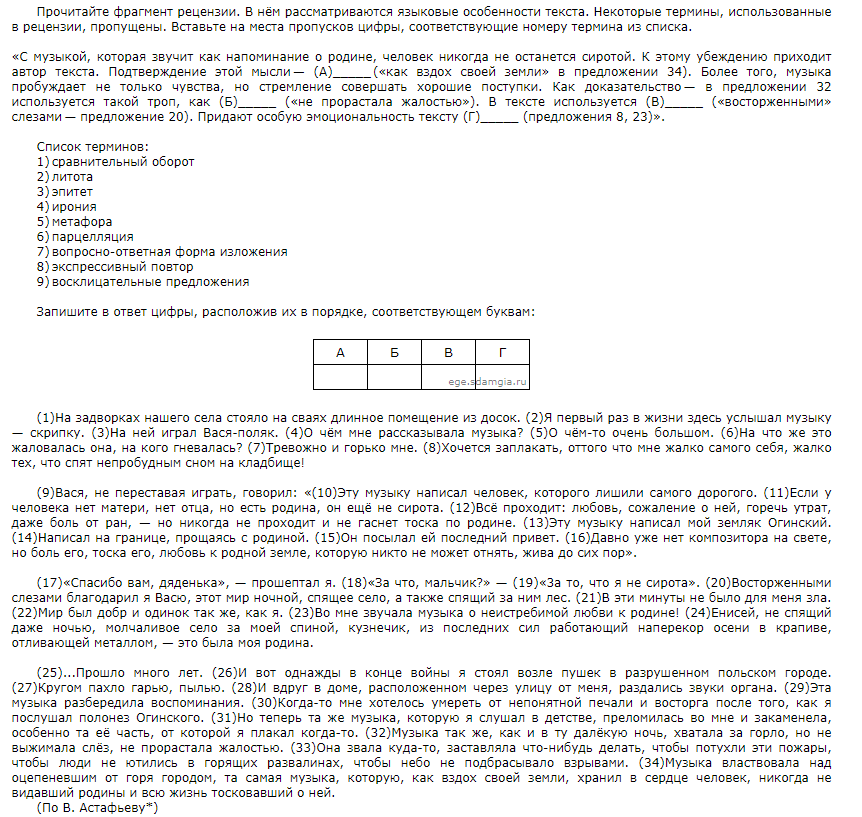 Прочитайте фрагмент рецензии. В нём рассматриваются языковые особенности текста. Некоторые термины, использованные
в рецензии, пропущены. Вставьте на места пропусков цифры, соответствующие номеру термина из списка.
«С музыкой, которая звучит как напоминание о родине, человек никогда не останется сиротой. К этому убеждению приходит
автор текста. Подтверждение этой мысли — (А)_____(«как вздох своей земли» в предложении 34). Более того, музыка
пробуждает не только чувства, но стремление совершать хорошие поступки. Как доказательство — в предложении 32
используется такой троп, как (Б)_____ («не прорастала жалостью»). В тексте используется (В)_____ («восторженными»
слезами — предложение 20). Придают особую эмоциональность тексту (Г)_____ (предложения 8, 23)».
Список терминов:
1) сравнительный оборот
2) литота
3) эпитет
4) ирония
5) метафора
6) парцелляция
7) вопросно-ответная форма изложения
8) экспрессивный повтор
9) восклицательные предложения
Запишите в ответ цифры, расположив их в порядке, соответствующем буквам:
А Б В Г
ege.sdamgia.ru
(1)На задворках нашего села стояло на сваях длинное помещение из досок. (2)Я первый раз в жизни здесь услышал музыку
— скрипку. (3)На ней играл Вася-поляк. (4)О чём мне рассказывала музыка? (5)О чём-то очень большом. (6)На что же это
жаловалась она, на кого гневалась? (7)Тревожно и горько мне. (8)Хочется заплакать, оттого что мне жалко самого себя, жалко
тех, что спят непробудным сном на кладбище!
(9)Вася, не переставая играть, говорил: «(10)Эту музыку написал человек, которого лишили самого дорогого. (11)Если у
человека нет матери, нет отца, но есть родина, он ещё не сирота. (12)Всё проходит: любовь, сожаление о ней, горечь утрат,
даже боль от ран, — но никогда не проходит и не гаснет тоска по родине. (13)Эту музыку написал мой земляк Огинский.
(14)Написал на границе, прощаясь с родиной. (15)Он посылал ей последний привет. (16)Давно уже нет композитора на свете,
но боль его, тоска его, любовь к родной земле, которую никто не может отнять, жива до сих пор».
(17)«Спасибо вам, дяденька», — прошептал я. (18)«За что, мальчик?» — (19)«За то, что я не сирота». (20)Восторженными
слезами благодарил я Васю, этот мир ночной, спящее село, а также спящий за ним лес. (21)В эти минуты не было для меня зла.
(22)Мир был добр и одинок так же, как я. (23)Во мне звучала музыка о неистребимой любви к родине! (24)Енисей, не спящий
даже ночью, молчаливое село за моей спиной, кузнечик, из последних сил работающий наперекор осени в крапиве,
отливающей металлом, — это была моя родина.
(25)...Прошло много лет. (26)И вот однажды в конце войны я стоял возле пушек в разрушенном польском городе.
(27)Кругом пахло гарью, пылью. (28)И вдруг в доме, расположенном через улицу от меня, раздались звуки органа. (29)Эта
музыка разбередила воспоминания. (30)Когда-то мне хотелось умереть от непонятной печали и восторга после того, как я
послушал полонез Огинского. (31)Но теперь та же музыка, которую я слушал в детстве, преломилась во мне и закаменела,
особенно та её часть, от которой я плакал когда-то. (32)Музыка так же, как и в ту далёкую ночь, хватала за горло, но не
выжимала слёз, не прорастала жалостью. (33)Она звала куда-то, заставляла что-нибудь делать, чтобы потухли эти пожары,
чтобы люди не ютились в горящих развалинах, чтобы небо не подбрасывало взрывами. (34)Музыка властвовала над
оцепеневшим от горя городом, та самая музыка, которую, как вздох своей земли, хранил в сердце человек, никогда не
видавший родины и всю жизнь тосковавший о ней.
(По В. Астафьеву*)